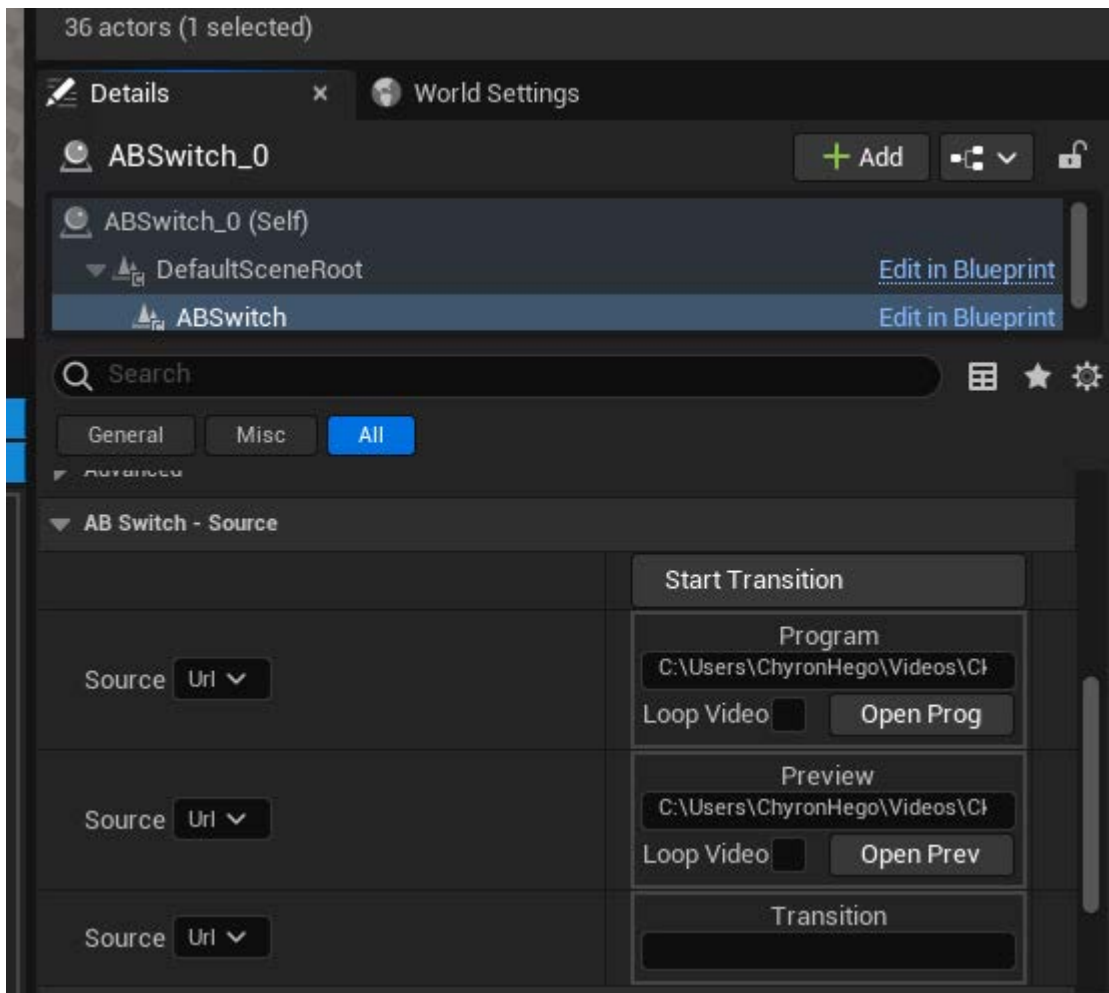 36 actors (1 selected)
Details World Settings
ABSwitch_0 Add
ABSwitch_0 (Self)
DefaultSceneRoot Edit in Blueprint
ABSwitch Edit in Blueprint
Search
General Misc All
Advanced
AB Switch - Source
Start Transition
Program
Source Url C:\Users\ChyronHego\Videos\
Loop Video Open Prog
Preview
Source Url C:\Users\ChyronHego\Videos\
Loop Video Open Prev
Transition
Source Url